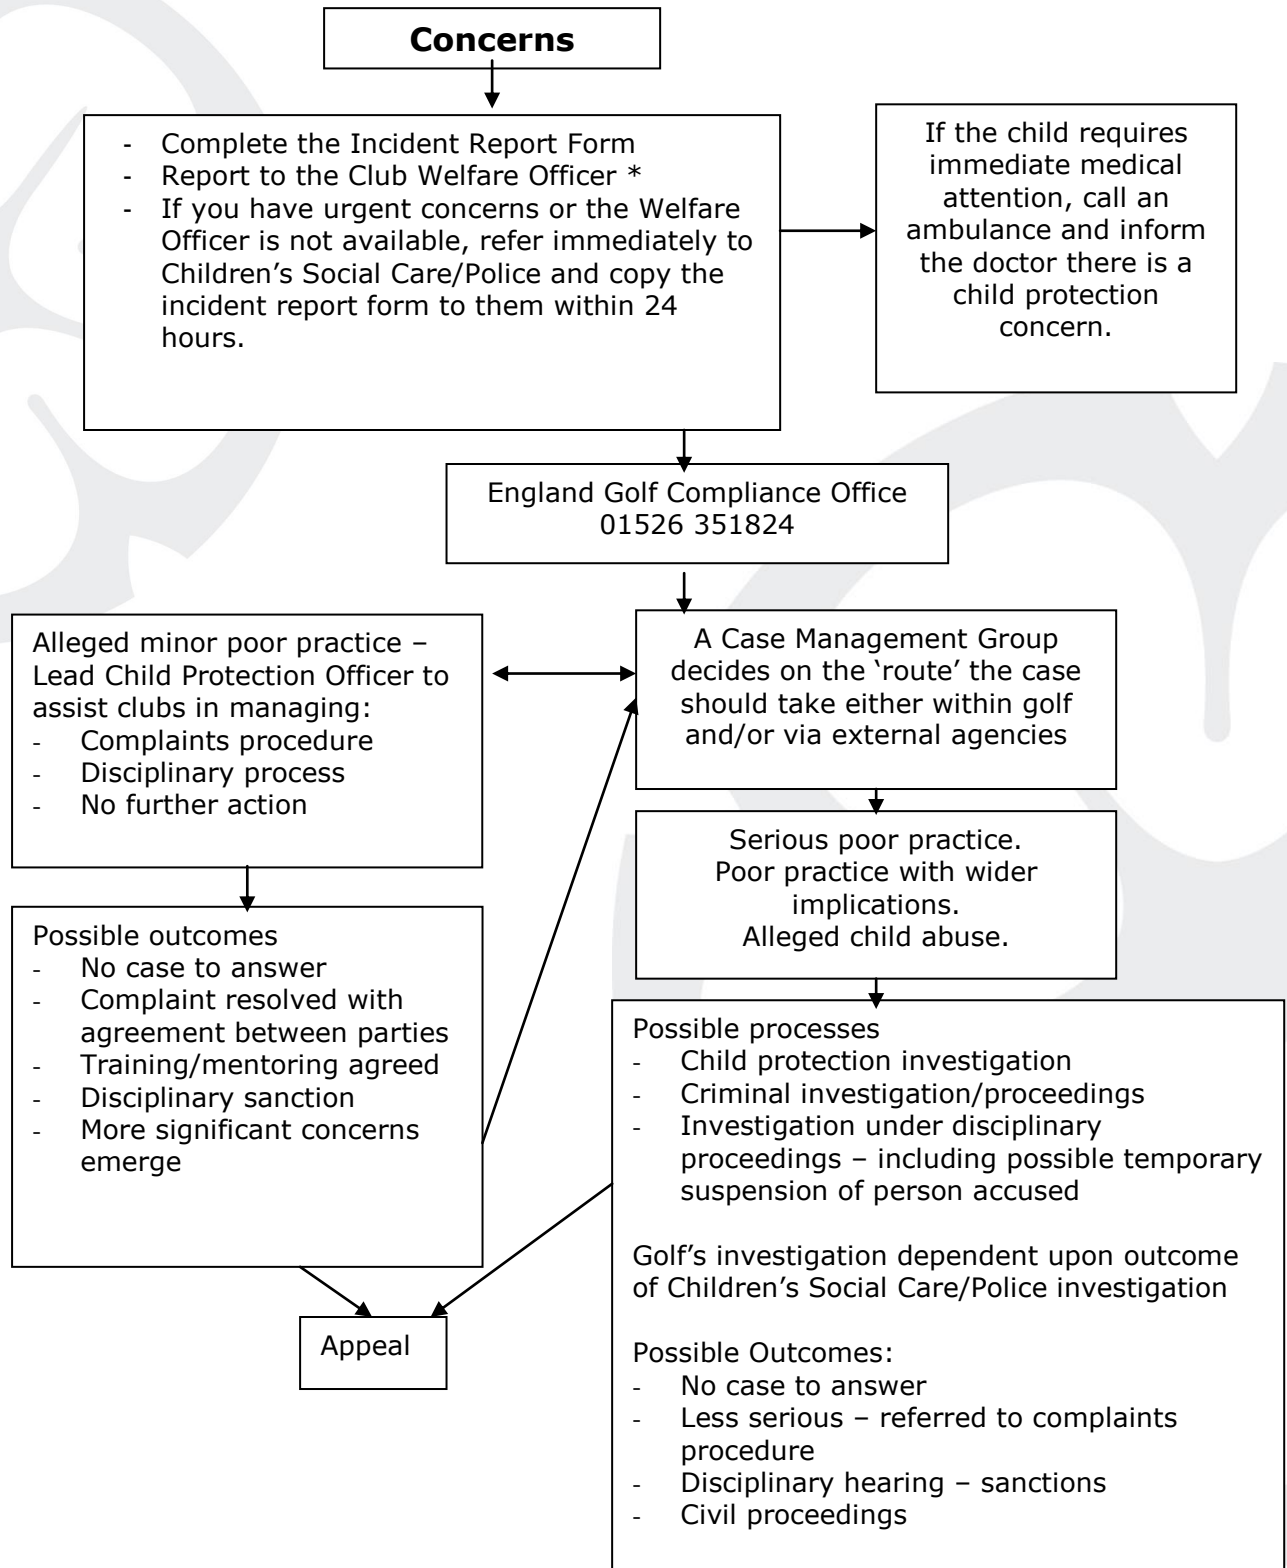 Concerns
- Complete the Incident Report Form
- Report to the Club Welfare Officer *
- If you have urgent concerns or the Welfare
Officer is not available, refer immediately to
Children’s Social Care/Police and copy the
incident report form to them within 24
hours.
If the child requires
immediate medical
attention, call an
ambulance and inform
the doctor there is a
child protection
concern.
England Golf Compliance Office
01526 351824
Alleged minor poor practice –
Lead Child Protection Officer to
assist clubs in managing:
- Complaints procedure
- Disciplinary process
- No further action
A Case Management Group
decides on the ‘route’ the case
should take either within golf
and/or via external agencies
Serious poor practice.
Poor practice with wider
implications.
Alleged child abuse.
Possible outcomes
- No case to answer
- Complaint resolved with
agreement between parties
- Training/mentoring agreed
- Disciplinary sanction
- More significant concerns
emerge
Possible processes
- Child protection investigation
- Criminal investigation/proceedings
- Investigation under disciplinary
proceedings – including possible temporary
suspension of person accused
Golf’s investigation dependent upon outcome
of Children’s Social Care/Police investigation
Possible Outcomes:
- No case to answer
- Less serious – referred to complaints
procedure
- Disciplinary hearing – sanctions
- Civil proceedings
Appeal